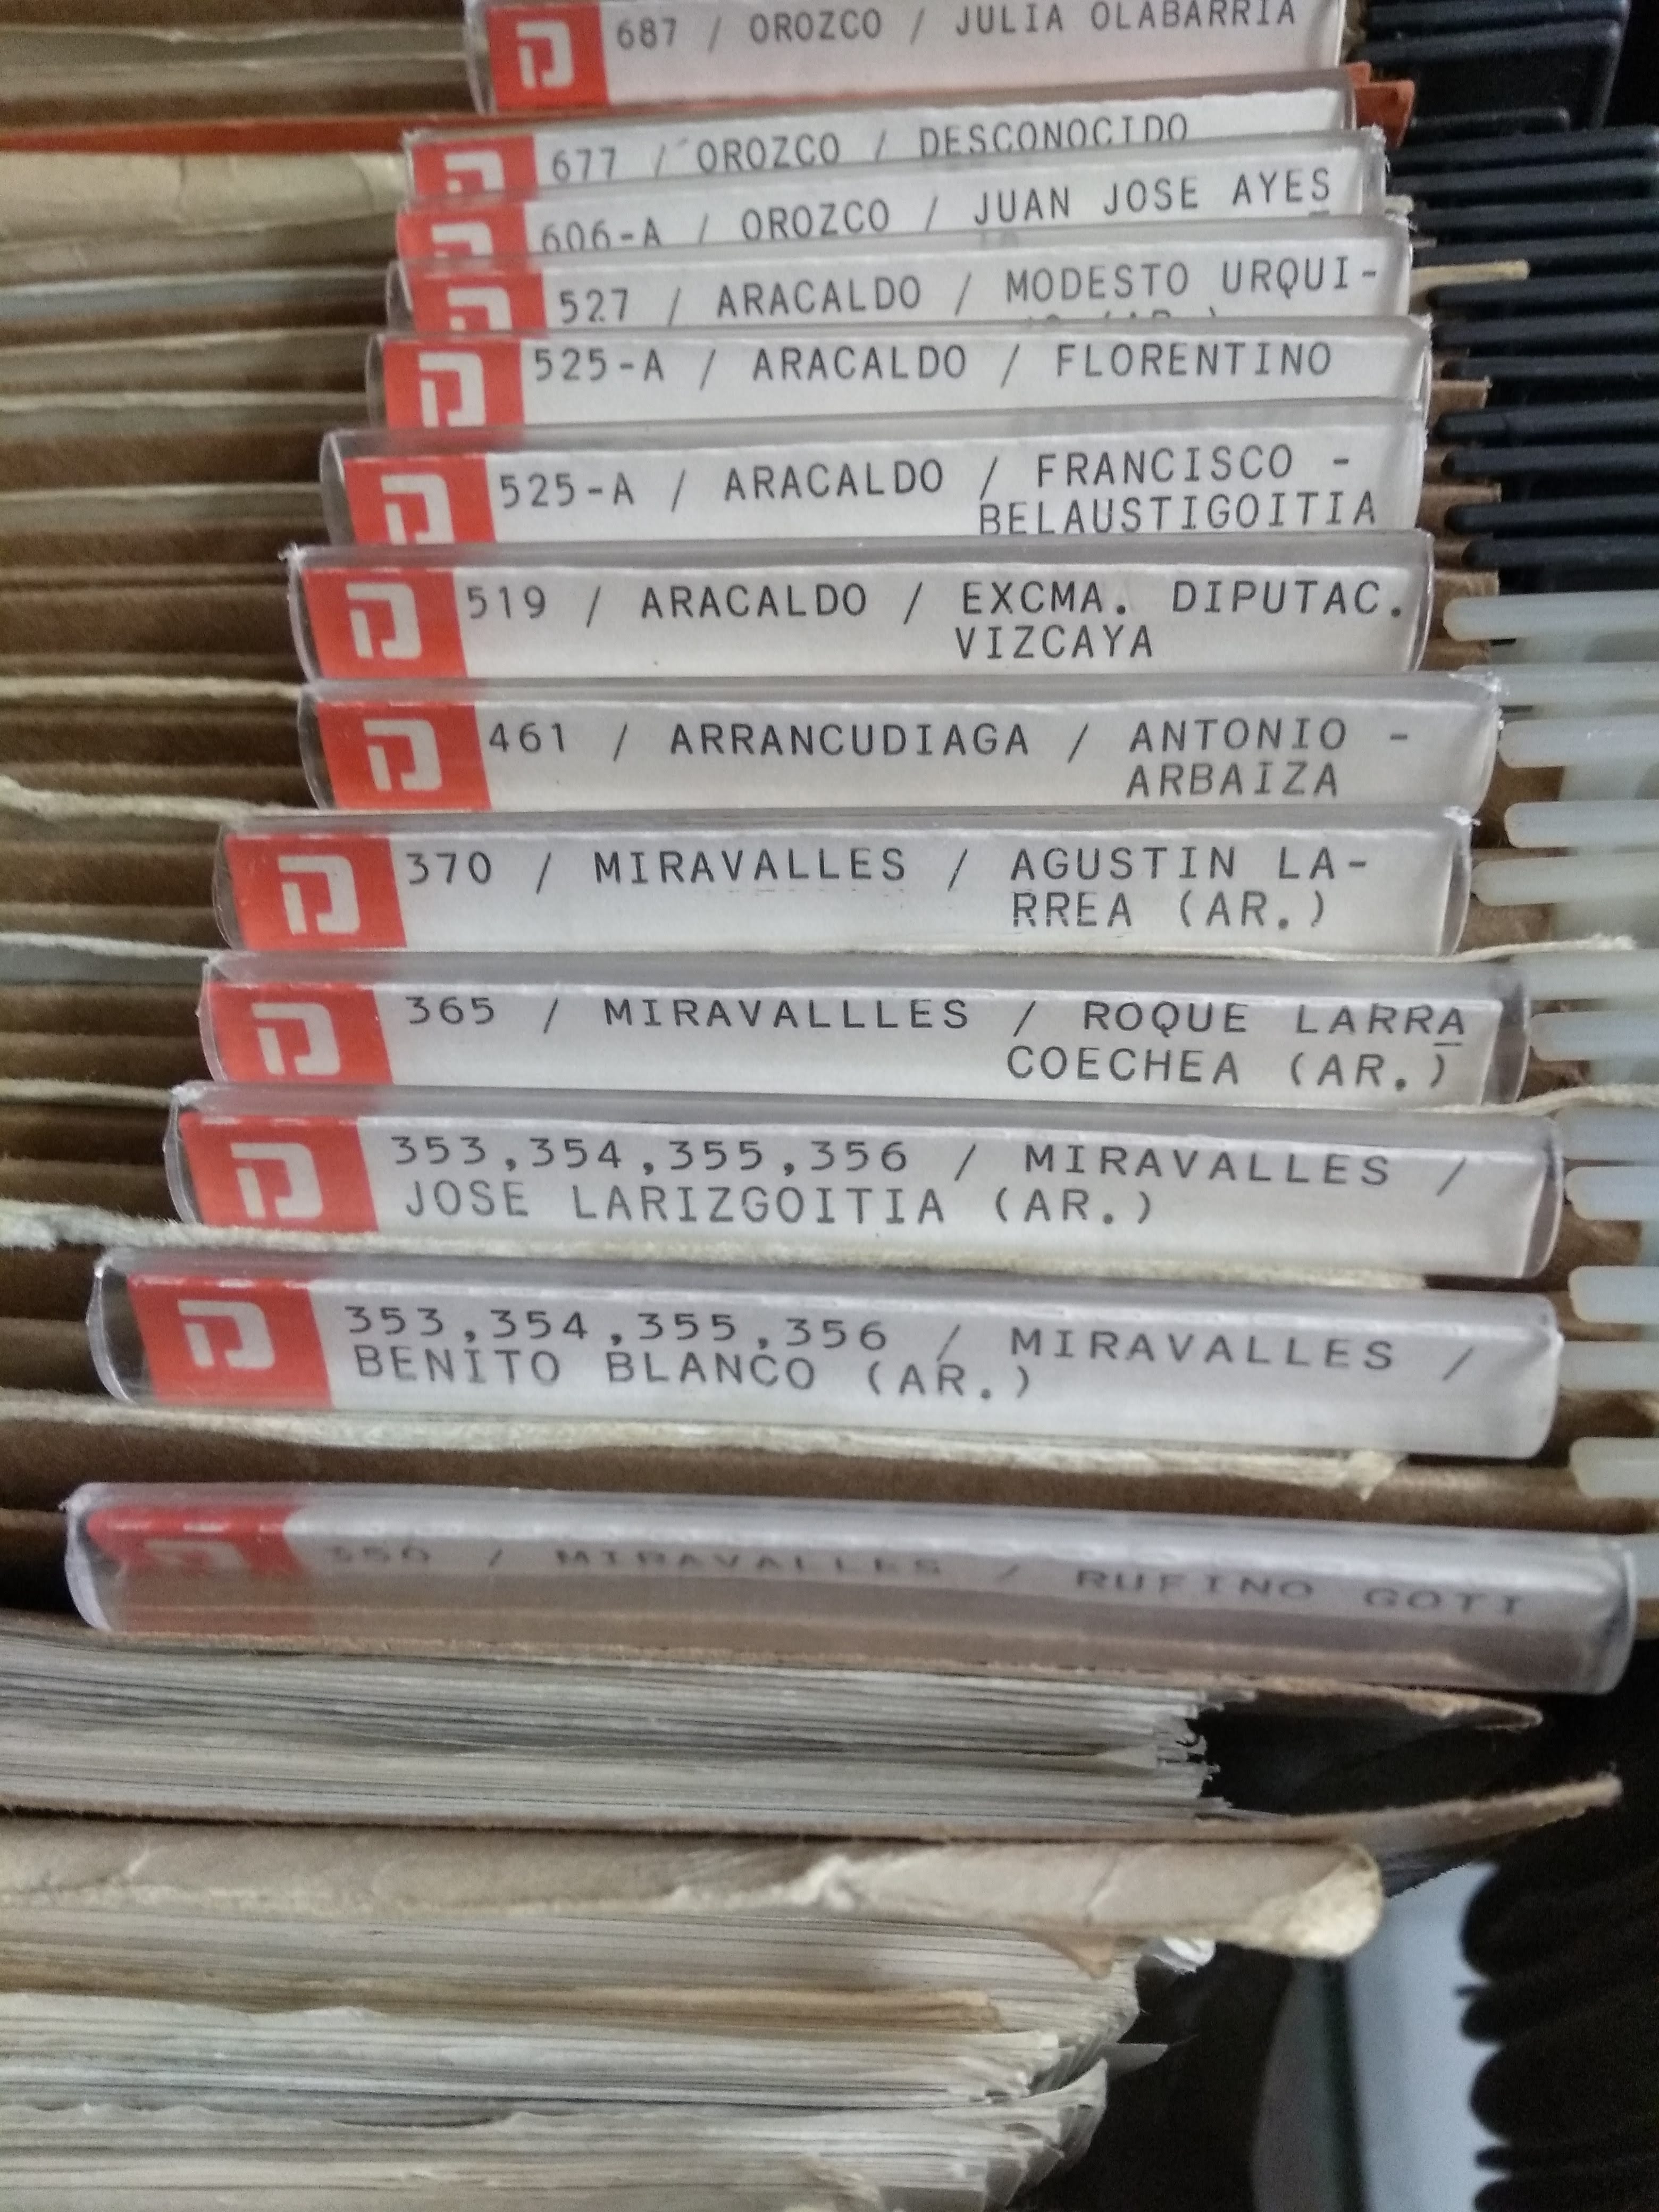 687 / OROZCO / JULIA OLABARRIA
677 / OROZCO / DESCONOCIDO
606-A / OROZCO / JUAN JOSE AYES
527 / ARACALDO / MODESTO URQUI-
525-A / ARACALDO / FLORENTINO
525-A / ARACALDO / FRANCISCO -
BELAUSTIGOITIA
519 / ARACALDO / EXCMA. DIPUTAC.
VIZCAYA
461 / ARRANCUDIAGA / ANTONIO -
ARBAIZA
370 / MIRAVALLES / AGUSTIN LA-
RREA (AR.)
365 / MIRAVALLLES / ROQUE LARRA
COECHEA (AR.)
353,354,355,356 / MIRAVALLES /
JOSE LARIZGOITIA (AR.)
353,354,355,356 / MIRAVALLES /
BENITO BLANCO (AR.)
/ MIRAVALLES / RUFINO GOTI